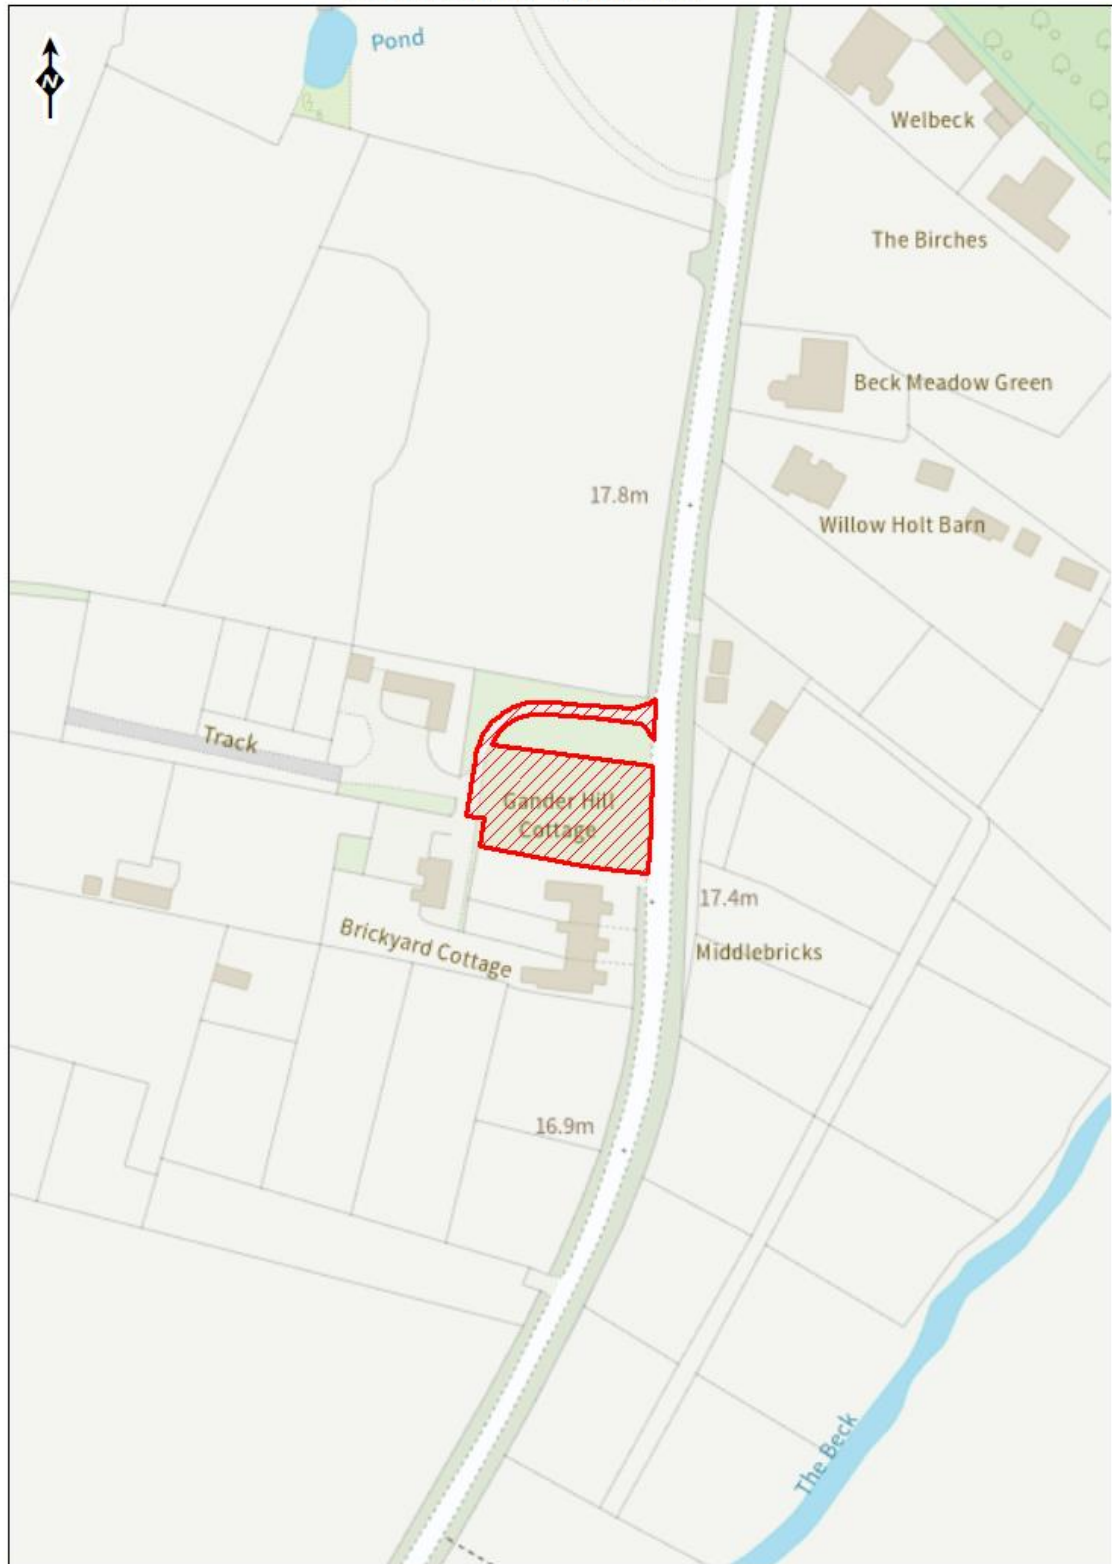 N
Pond
Welbeck
The Birches
Beck Meadow Green
17.8m
Willow Holt Barn
Track
Gander Hill
Cottage
17.4m
Brickyard Cottage
Middlebricks
16.9m
The Beck